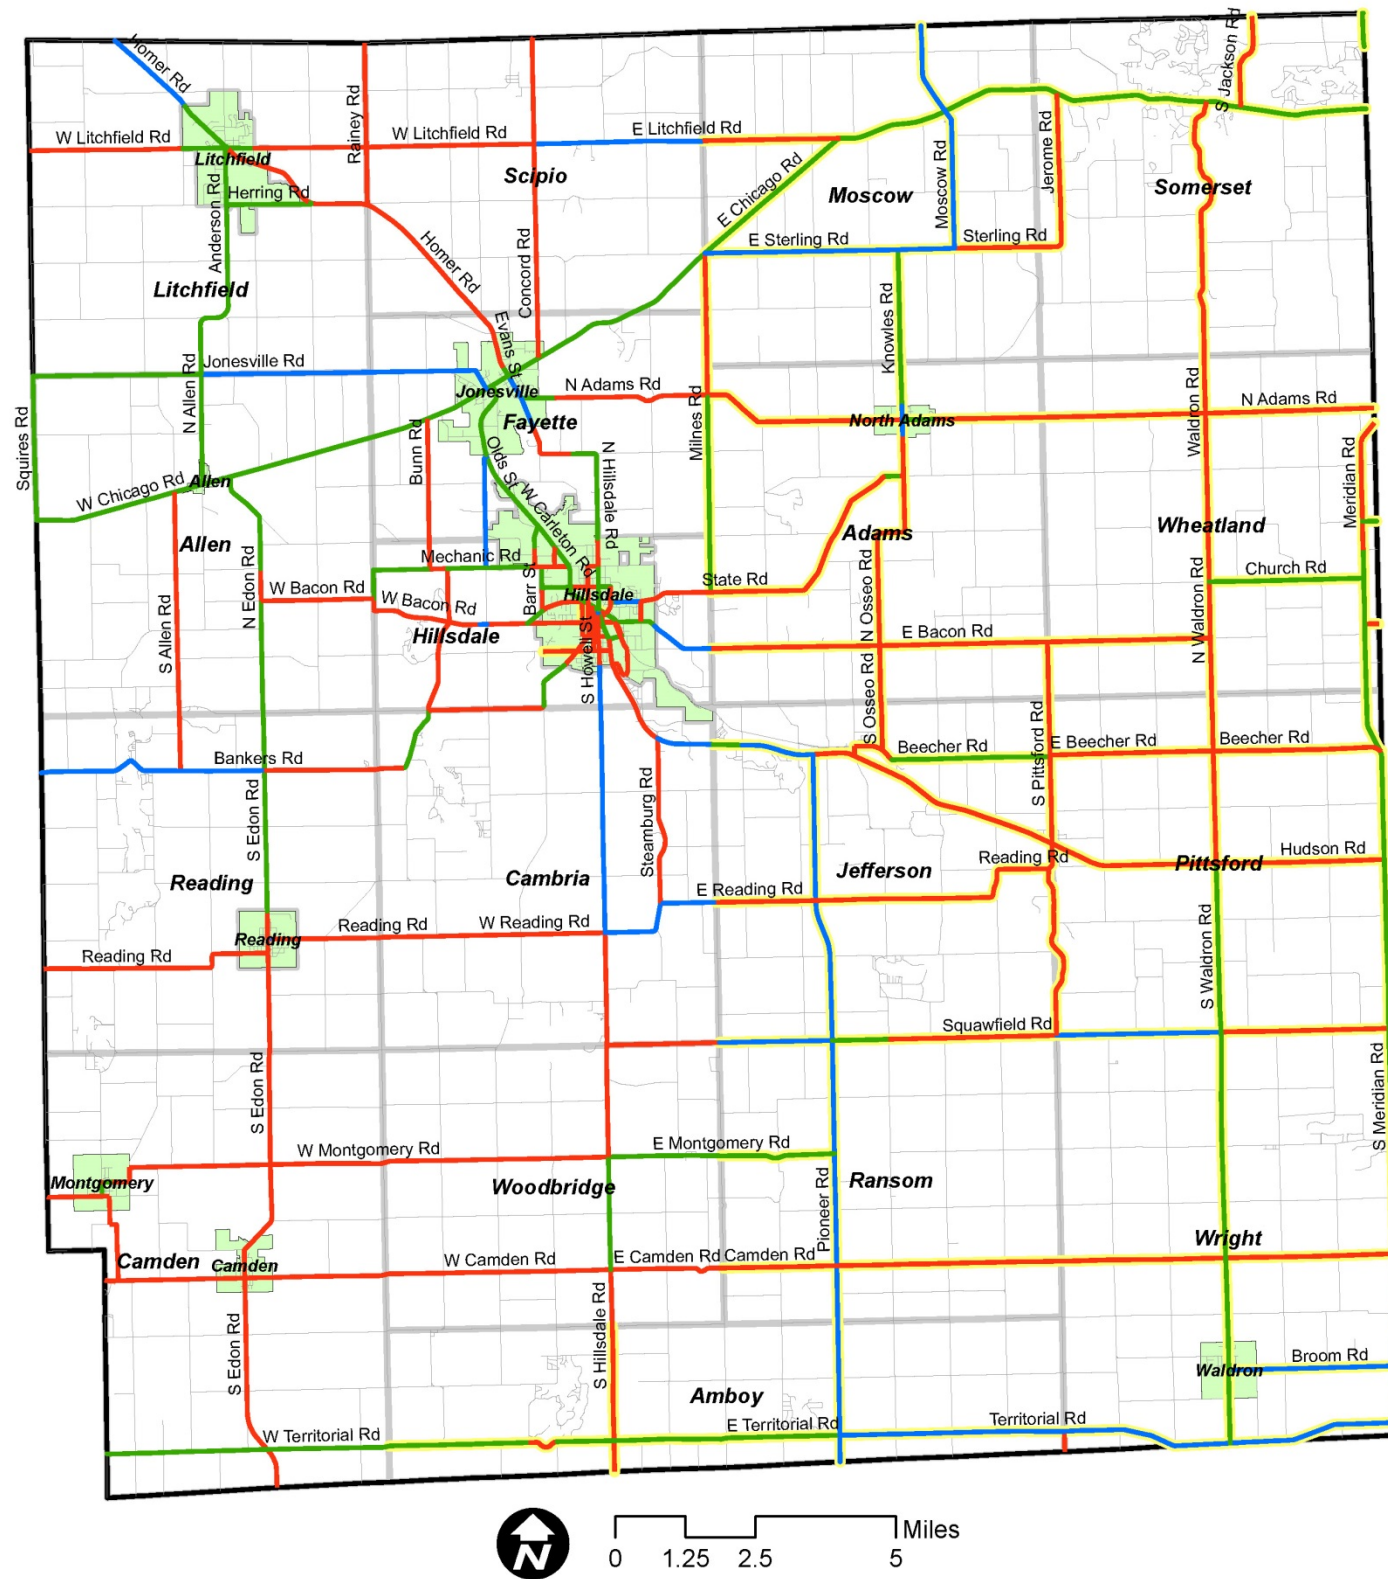 Homer Rd
S Jackson Rd
W Litchfield Rd
Litchfield
Rainey Rd
W Litchfield Rd
E Litchfield Rd
Scipio
Herring Rd
Anderson Rd
E Chicago Rd
Moscow
Moscow Rd
Jerome Rd
Somerset
E Sterling Rd
Sterling Rd
Homer Rd
Concord Rd
Litchfield
Evans St
Knowles Rd
Jonesville Rd
N Allen Rd
Jonesville
N Adams Rd
Fayette
Milnes Rd
North Adams
Waldron Rd
N Adams Rd
Squires Rd
W Chicago Rd
Allen
Bunn Rd
Olds St
W Carleton Rd
N Hillsdale Rd
Meridian Rd
Allen
Adams
Wheatland
Mechanic Rd
State Rd
Church Rd
N Edon Rd
W Bacon Rd
W Bacon Rd
Barr St
Hillsdale
Hillsdale
S Allen Rd
S Howell St
N Osseo Rd
E Bacon Rd
N Waldron Rd
S Osseo Rd
S Pittsford Rd
Bankers Rd
Beecher Rd
E Beecher Rd
Beecher Rd
S Edon Rd
Steamburg Rd
Reading
Cambria
Jefferson
Reading Rd
Pittsford
Hudson Rd
E Reading Rd
Reading
Reading Rd
W Reading Rd
Reading Rd
S Waldron Rd
Squawfield Rd
S Edon Rd
S Meridian Rd
W Montgomery Rd
E Montgomery Rd
Montgomery
Woodbridge
Pioneer Rd
Ransom
Wright
Camden
Camden
W Camden Rd
E Camden Rd
Camden Rd
S Edon Rd
S Hillsdale Rd
Broom Rd
Waldron
Amboy
W Territorial Rd
E Territorial Rd
Territorial Rd
N
Miles
0 1.25 2.5 5